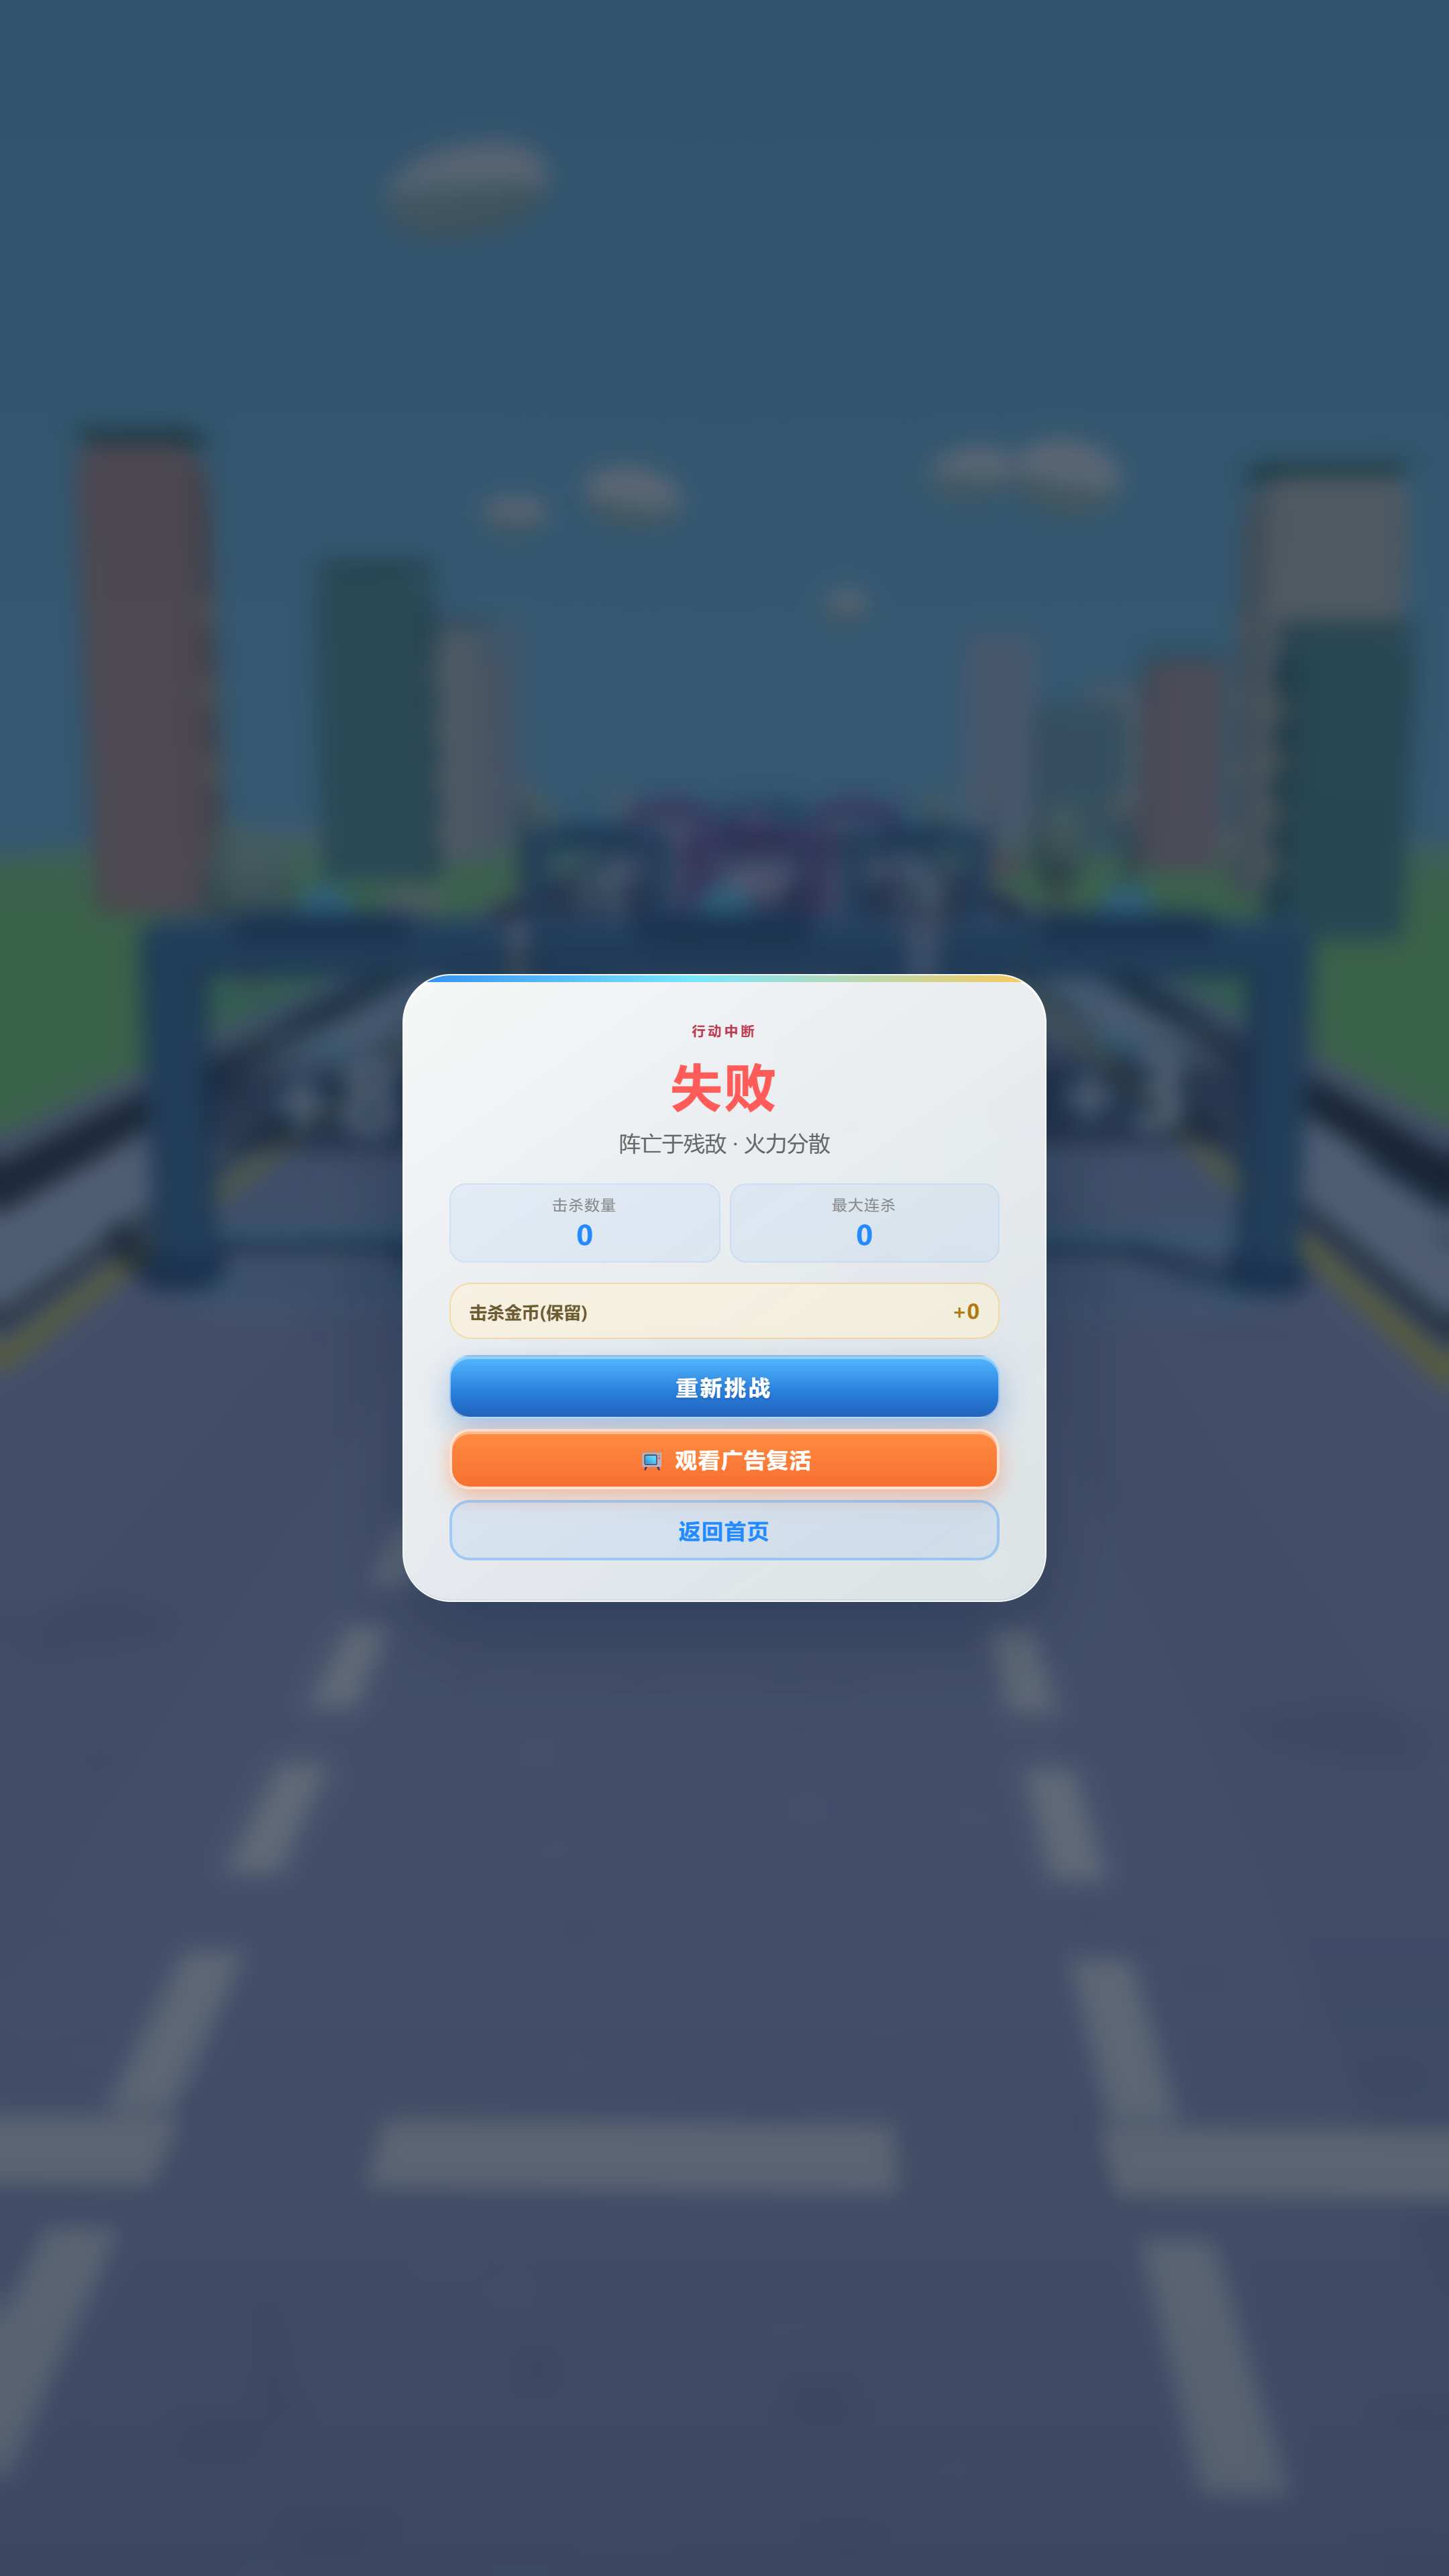 行动中断
失败
阵亡于残敌 · 火力分散
击杀数量
0
最大连杀
0
击杀金币(保留)
+0
重新挑战
观看广告复活
返回首页